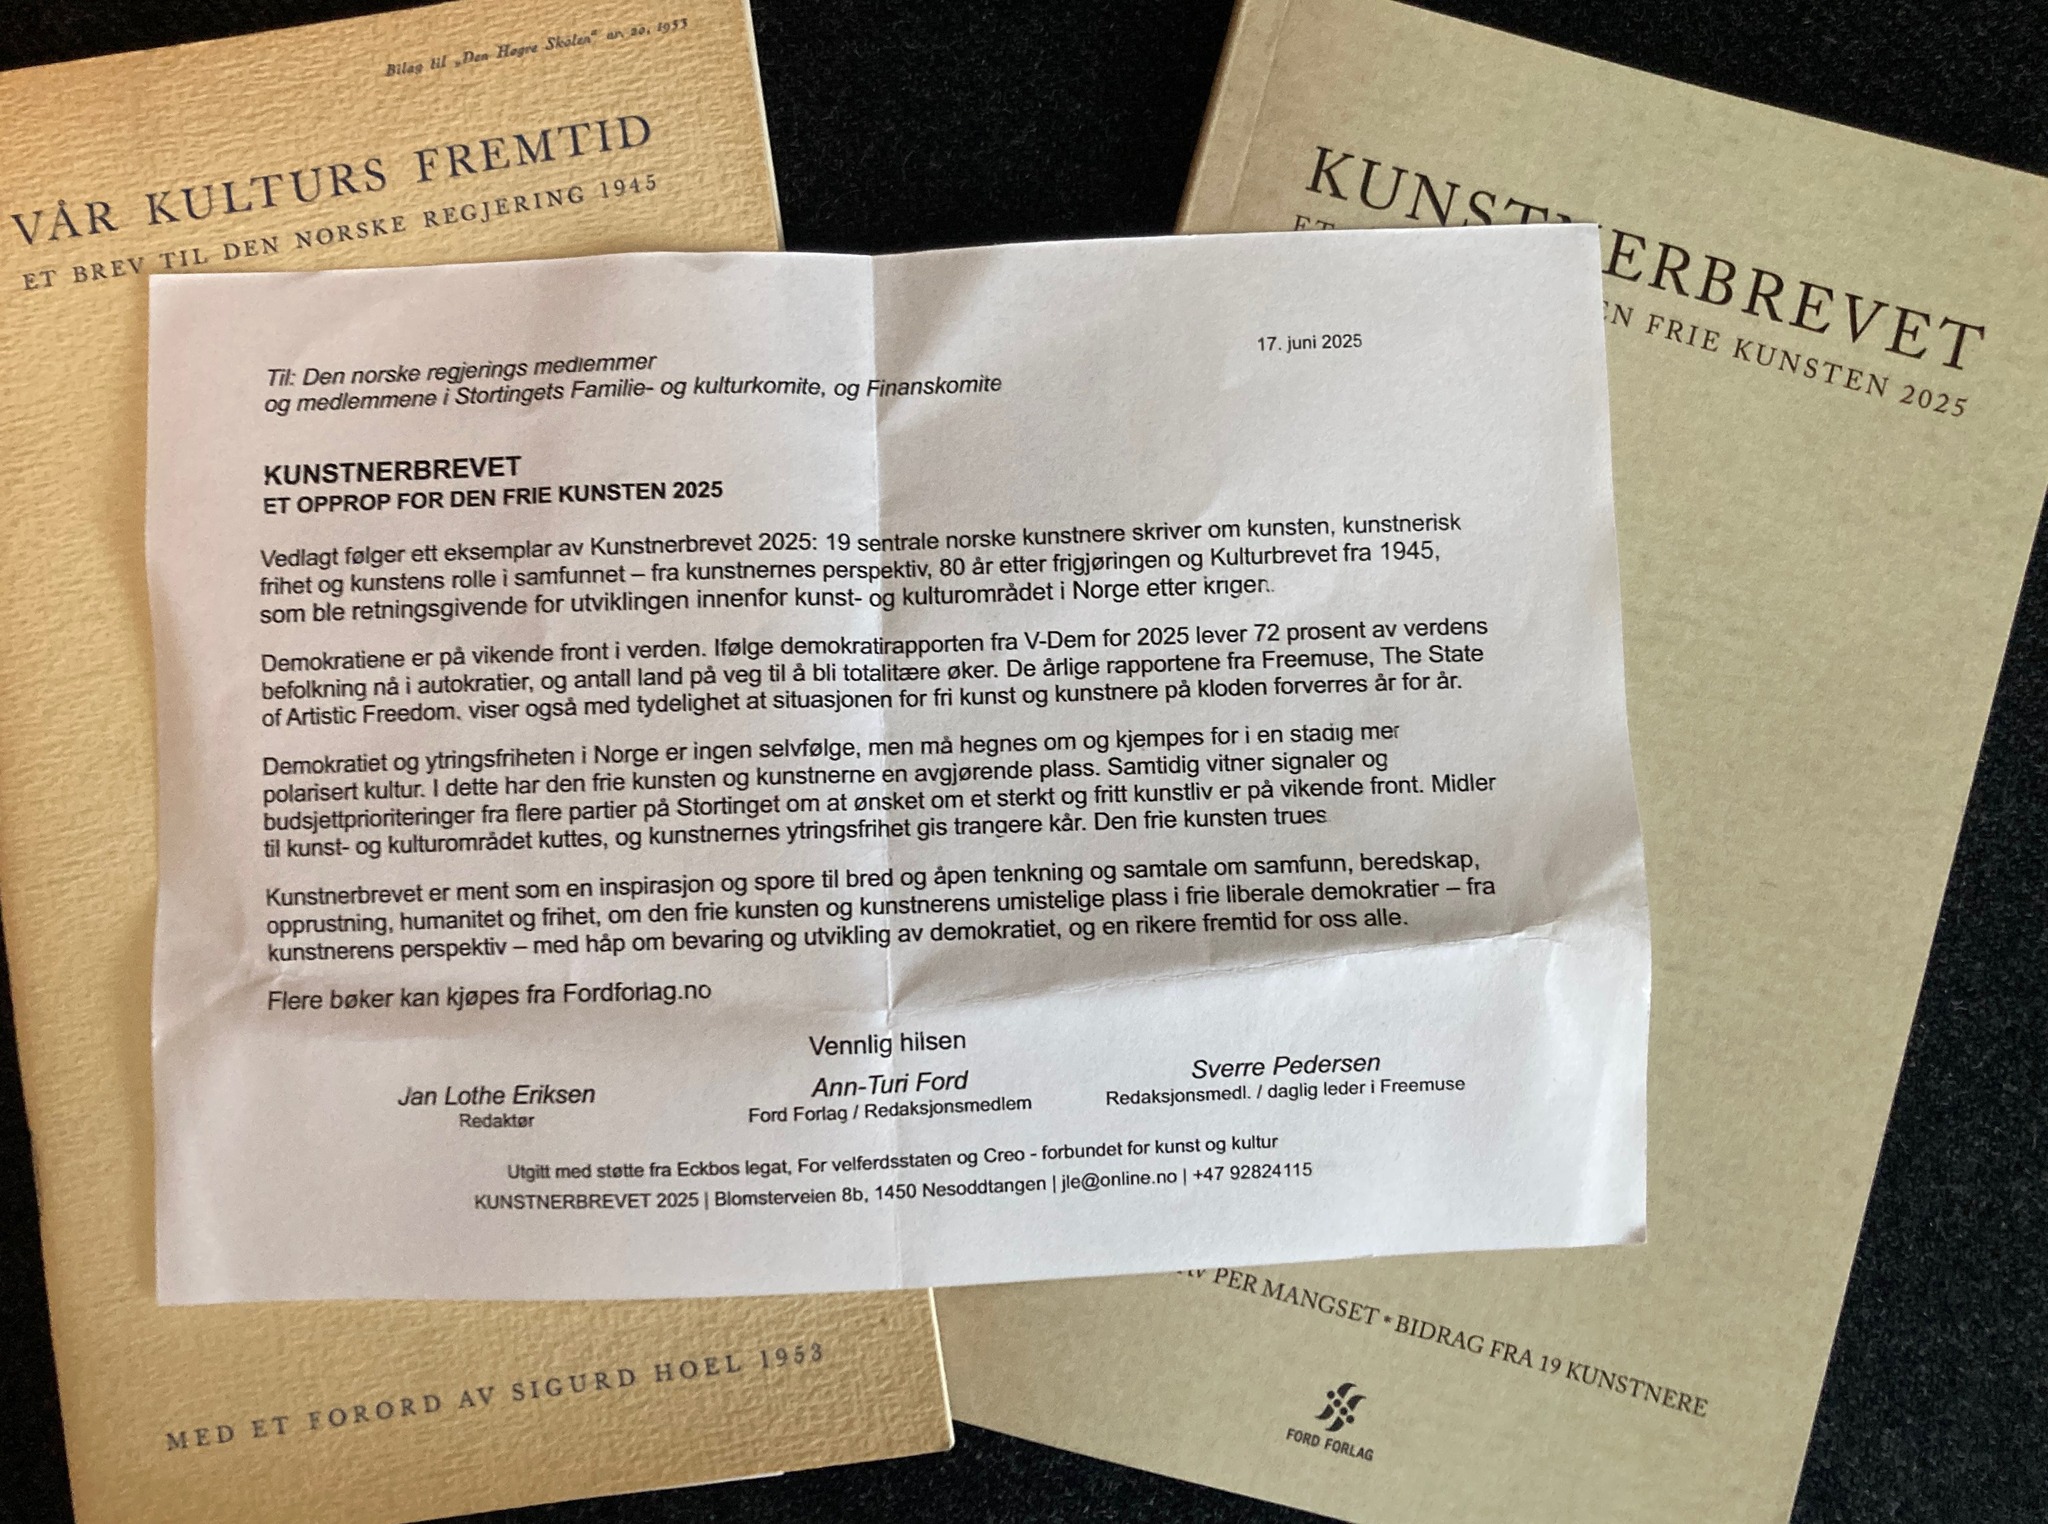 Bilag til „Den Høgre Skolen" nr. 20, 1953
VÅR KULTURS FREMTID
ET BREV TIL DEN NORSKE REGJERING 1945
KUNSTNERBREVET
ET
EN FRIE KUNSTEN 2025
17. juni 2025
Til: Den norske regjerings medlemmer
og medlemmene i Stortingets Familie- og kulturkomite, og Finanskomite
KUNSTNERBREVET
ET OPPROP FOR DEN FRIE KUNSTEN 2025
Vedlagt følger ett eksemplar av Kunstnerbrevet 2025: 19 sentrale norske kunstnere skriver om kunsten, kunstnerisk
frihet og kunstens rolle i samfunnet – fra kunstnernes perspektiv, 80 år etter frigjøringen og Kulturbrevet fra 1945,
som ble retningsgivende for utviklingen innenfor kunst- og kulturområdet i Norge etter krigen.
Demokratiene er på vikende front i verden. Ifølge demokratirapporten fra V-Dem for 2025 lever 72 prosent av verdens
befolkning nå i autokratier, og antall land på veg til å bli totalitære øker. De årlige rapportene fra Freemuse, The State
of Artistic Freedom, viser også med tydelighet at situasjonen for fri kunst og kunstnere på kloden forverres år for år.
Demokratiet og ytringsfriheten i Norge er ingen selvfølge, men må hegnes om og kjempes for i en stadig mer
polarisert kultur. I dette har den frie kunsten og kunstnerne en avgjørende plass. Samtidig vitner signaler og
budsjettprioriteringer fra flere partier på Stortinget om at ønsket om et sterkt og fritt kunstliv er på vikende front. Midler
til kunst- og kulturområdet kuttes, og kunstnernes ytringsfrihet gis trangere kår. Den frie kunsten trues
Kunstnerbrevet er ment som en inspirasjon og spore til bred og åpen tenkning og samtale om samfunn, beredskap,
opprustning, humanitet og frihet, om den frie kunsten og kunstnerens umistelige plass i frie liberale demokratier – fra
kunstnerens perspektiv – med håp om bevaring og utvikling av demokratiet, og en rikere fremtid for oss alle.
Flere bøker kan kjøpes fra Fordforlag.no
Vennlig hilsen
Jan Lothe Eriksen
Redaktør
Ann-Turi Ford
Ford Forlag / Redaksjonsmedlem
Sverre Pedersen
Redaksjonsmedl. / daglig leder i Freemuse
Utgitt med støtte fra Eckbos legat, For velferdsstaten og Creo - forbundet for kunst og kultur
KUNSTNERBREVET 2025 | Blomsterveien 8b, 1450 Nesoddtangen | jle@online.no | +47 92824115
MED ET FORORD AV SIGURD HOEL 1953
AV PER MANGSET * BIDRAG FRA 19 KUNSTNERE
FORD FORLAG